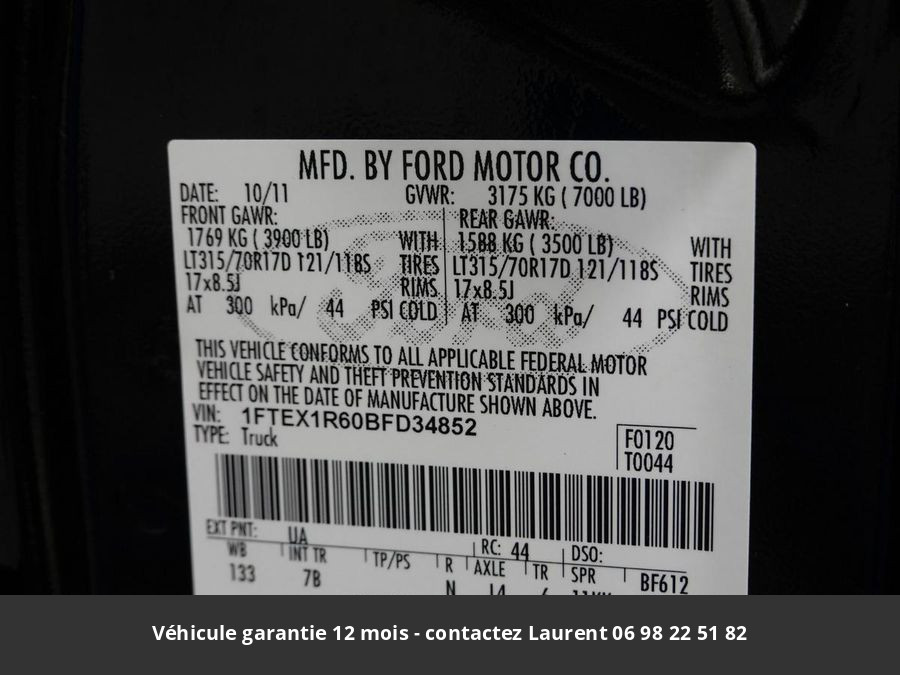 MFD. BY FORD MOTOR CO.
DATE: 10/11 GVWR: 3175 KG ( 7000 LB)
FRONT GAWR: REAR GAWR:
1769 KG ( 3900 LB) WITH 1588 KG ( 3500 LB) WITH
LT315/70R17D 121/118S TIRES LT315/70R17D 121/118S TIRES
17x8.5J RIMS 17x8.5J RIMS
AT 300 kPa/ 44 PSI COLD AT 300 kPa/ 44 PSI COLD
THIS VEHICLE CONFORMS TO ALL APPLICABLE FEDERAL MOTOR
VEHICLE SAFETY AND THEFT PREVENTION STANDARDS IN
EFFECT ON THE DATE OF MANUFACTURE SHOWN ABOVE.
VIN: 1FTEX1R60BFD34852
TYPE: Truck
F0120
T0044
EXT PNT: UA RC: 44 DSO:
WB INT TR TP/PS R AXLE TR SPR BF612
133 7B N
Véhicule garantie 12 mois - contactez Laurent 06 98 22 51 82